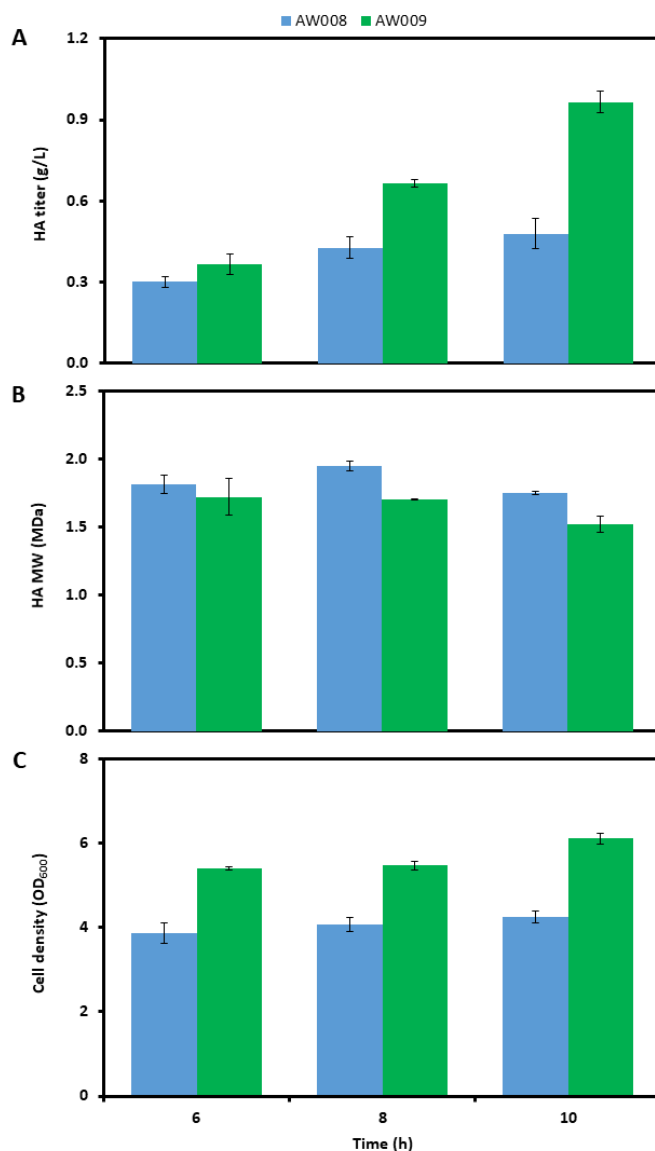 AW008 AW009
A
1.2
0.9
0.6
0.3
0.0
HA titer (g/L)
B
2.5
2.0
1.5
1.0
0.5
0.0
HA MW (MDa)
C
8
6
4
2
0
Cell density (OD₆₀₀)
6 8 10
Time (h)